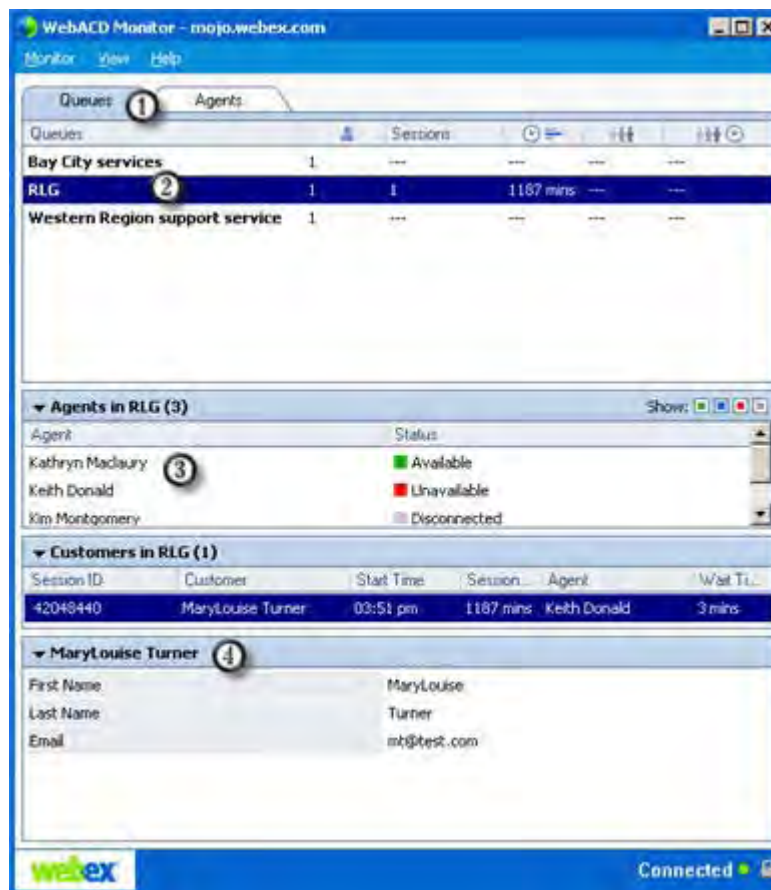 WebACD Monitor - mojo.webex.com
Monitor View Help
Queues 1 Agents
Queues Sessions
Bay City services 1 --- --- --- ---
RLG 2 1 1 1187 mins --- ---
Western Region support service 1 --- --- --- ---
Agents in RLG (3) Show:
Agent Status
Kathryn Maclaury 3 Available
Keith Donald Unavailable
Kim Montgomery Disconnected
Customers in RLG (1)
Session ID Customer Start Time Session... Agent Wait Ti...
42048440 MaryLouise Turner 03:51 pm 1187 mins Keith Donald 3 mins
MaryLouise Turner 4
First Name MaryLouise
Last Name Turner
Email mt@test.com
webex Connected